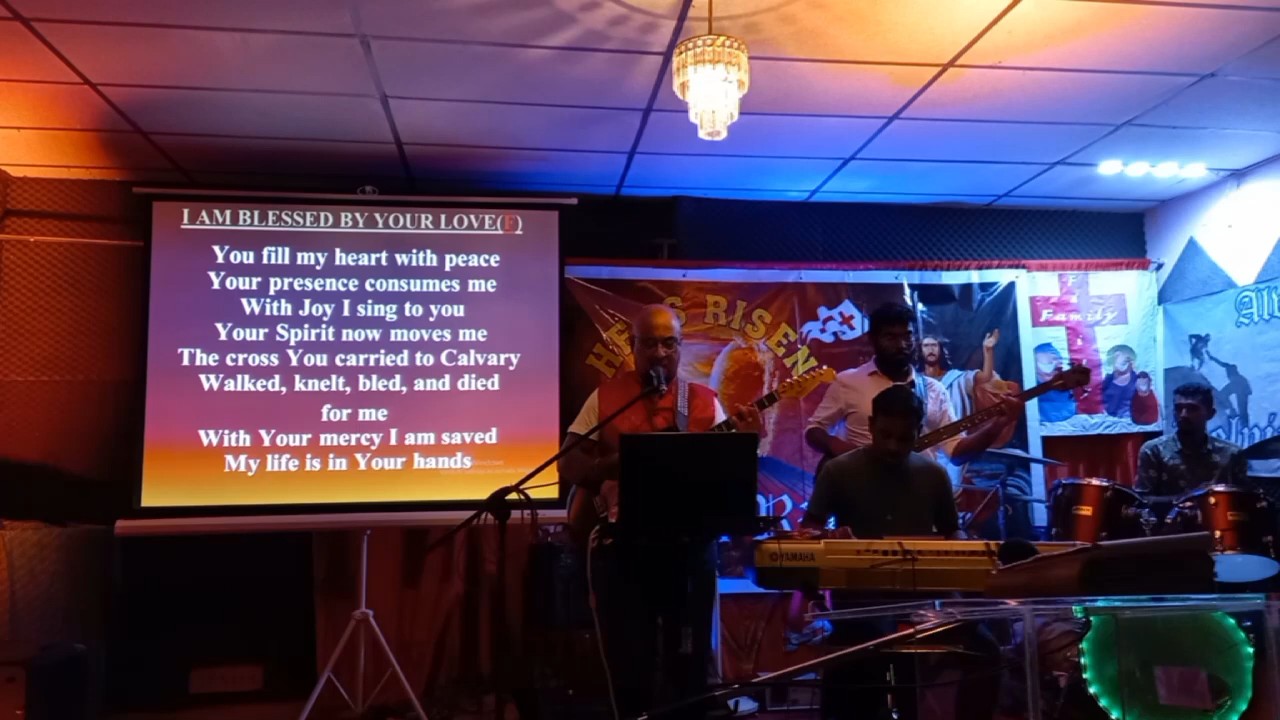 I AM BLESSED BY YOUR LOVE(F)
You fill my heart with peace
Your presence consumes me
With Joy I sing to you
Your Spirit now moves me
The cross You carried to Calvary
Walked, knelt, bled, and died
for me
With Your mercy I am saved
My life is in Your hands
HE IS RISEN
Family
YAMAHA